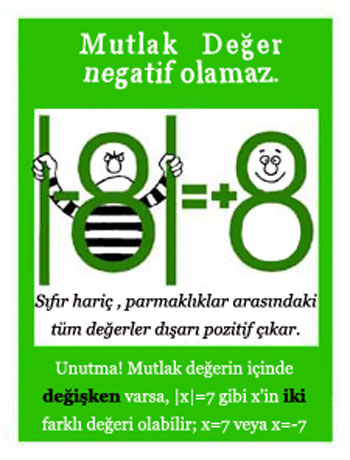 Mutlak Değer
negatif olamaz.
|-8|=+8
Sıfır hariç , parmaklıklar arasındaki
tüm değerler dışarı pozitif çıkar.
Unutma! Mutlak değerin içinde
değişken varsa, |x|=7 gibi x'in iki
farklı değeri olabilir; x=7 veya x=-7